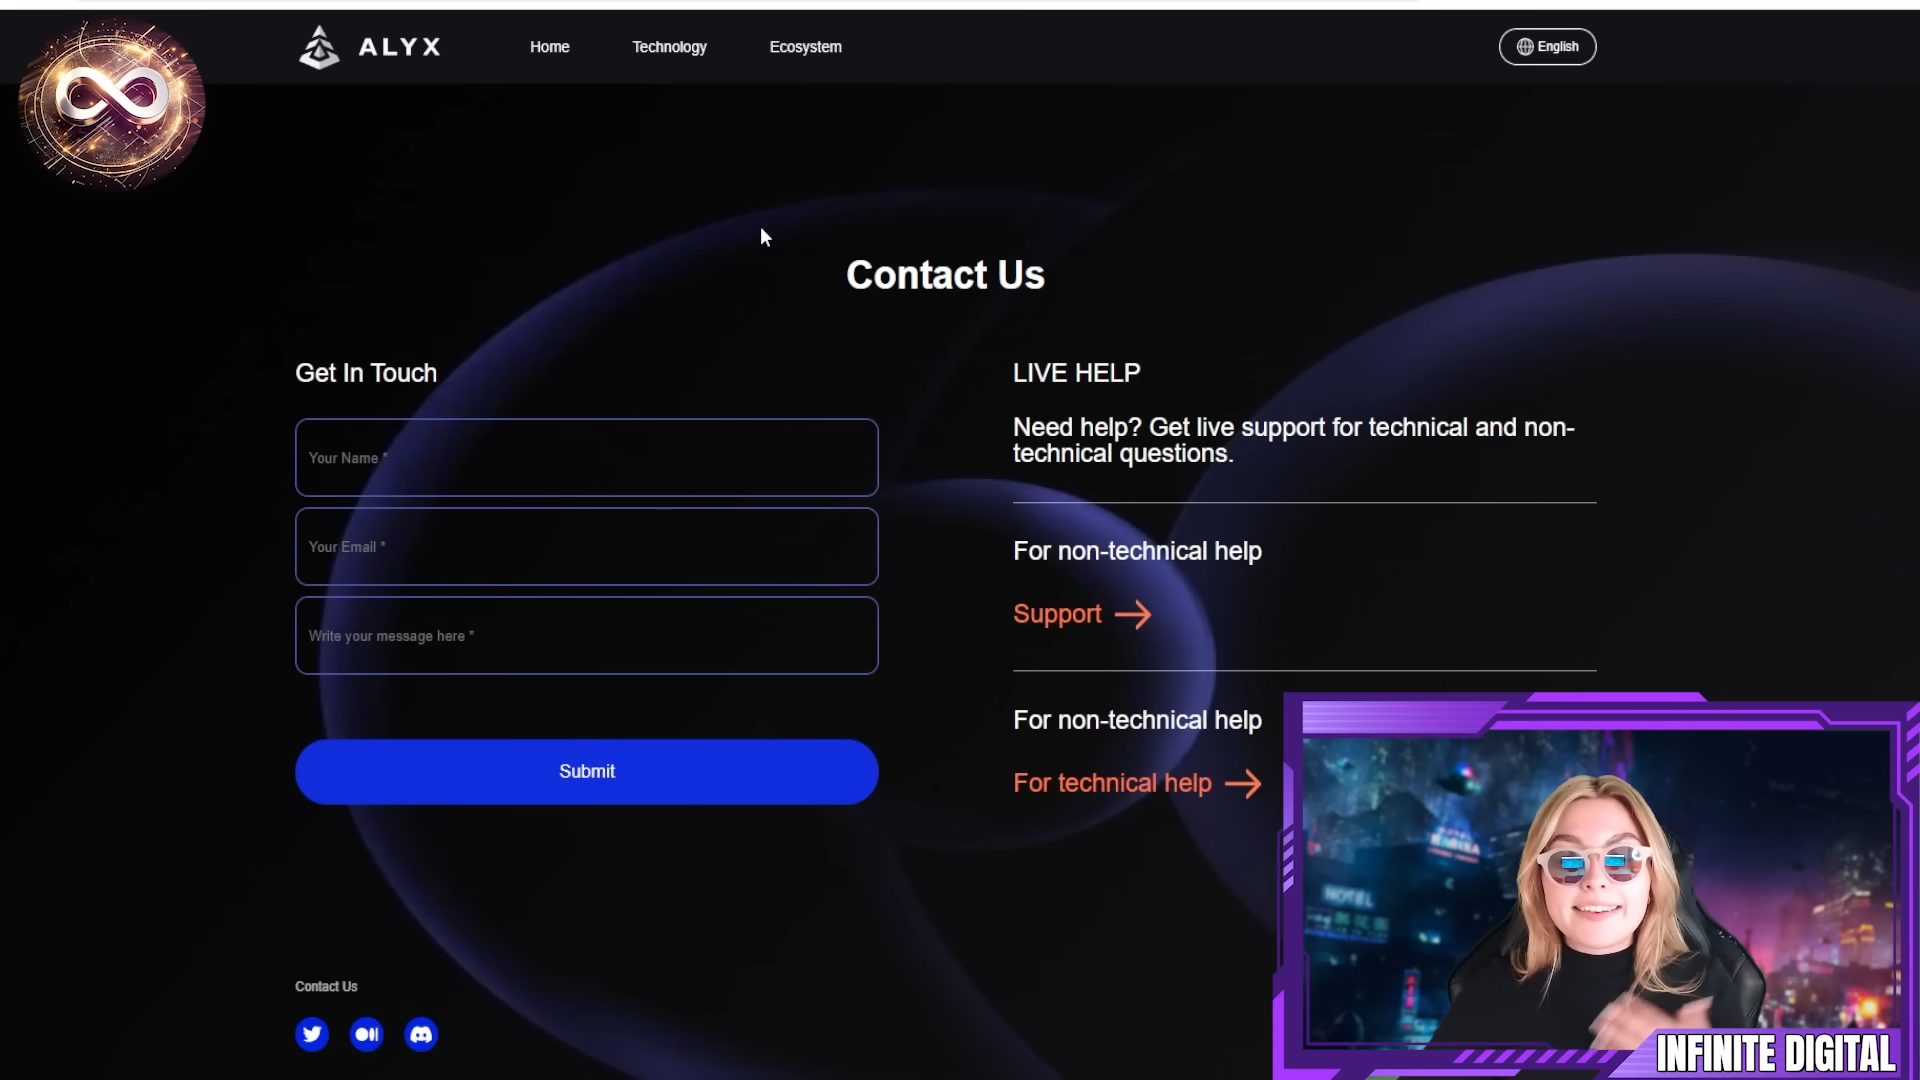 ALYX
Home
Technology
Ecosystem
English
Contact Us
Get In Touch
Your Name *
Your Email *
Write your message here *
Submit
LIVE HELP
Need help? Get live support for technical and non-
technical questions.
For non-technical help
Support
For non-technical help
For technical help
HOTEL
Contact Us
INFINITE DIGITAL